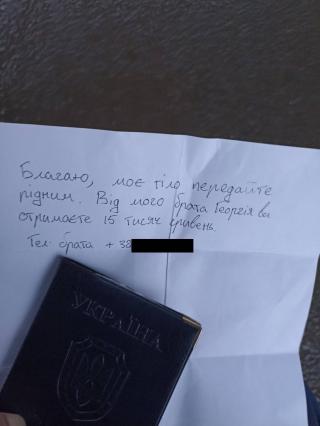 Благаю, моє тіло передайте
рідним. Від мого брата Георгія ви
отримаєте 15 тисяч гривень
Тел. брата + 38
УКРАЇНА